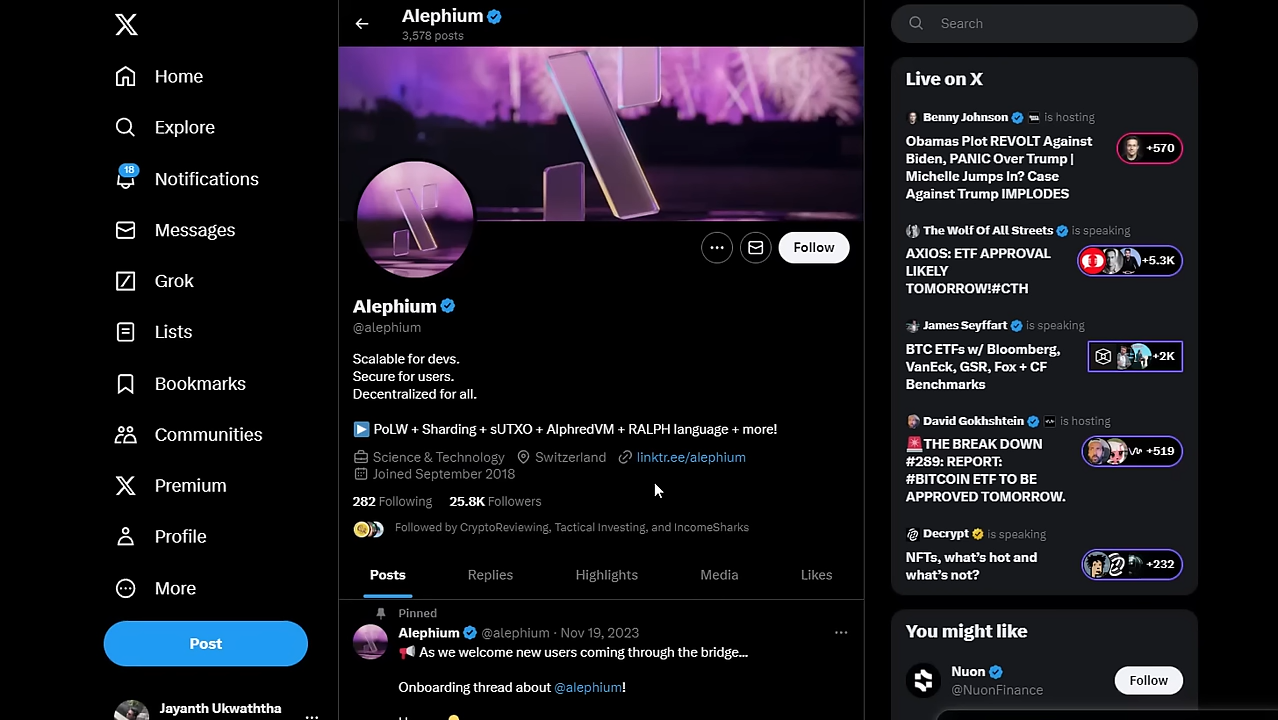 Home
Explore
18
Notifications
Messages
Grok
Lists
Bookmarks
Communities
Premium
Profile
More
Post
Jayanth Ukwaththa
Alephium
3,578 posts
Follow
Alephium
@alephium
Scalable for devs.
Secure for users.
Decentralized for all.
▶️ PoLW + Sharding + sUTXO + AlphredVM + RALPH language + more!
Science & Technology Switzerland linktr.ee/alephium
Joined September 2018
282 Following 25.8K Followers
Followed by CryptoReviewing, Tactical Investing, and IncomeSharks
Posts Replies Highlights Media Likes
Pinned
Alephium @alephium · Nov 19, 2023
📢 As we welcome new users coming through the bridge...
Onboarding thread about @alephium!
Search
Live on X
Benny Johnson is hosting
Obamas Plot REVOLT Against
Biden, PANIC Over Trump |
Michelle Jumps In? Case
Against Trump IMPLODES
+570
The Wolf Of All Streets is speaking
AXIOS: ETF APPROVAL
LIKELY
TOMORROW!#CTH
+5.3K
James Seyffart is speaking
BTC ETFs w/ Bloomberg,
VanEck, GSR, Fox + CF
Benchmarks
+2K
David Gokhshtein is hosting
🚨THE BREAK DOWN
#289: REPORT:
#BITCOIN ETF TO BE
APPROVED TOMORROW.
+519
Decrypt is speaking
NFTs, what's hot and
what's not?
+232
You might like
Nuon
@NuonFinance
Follow